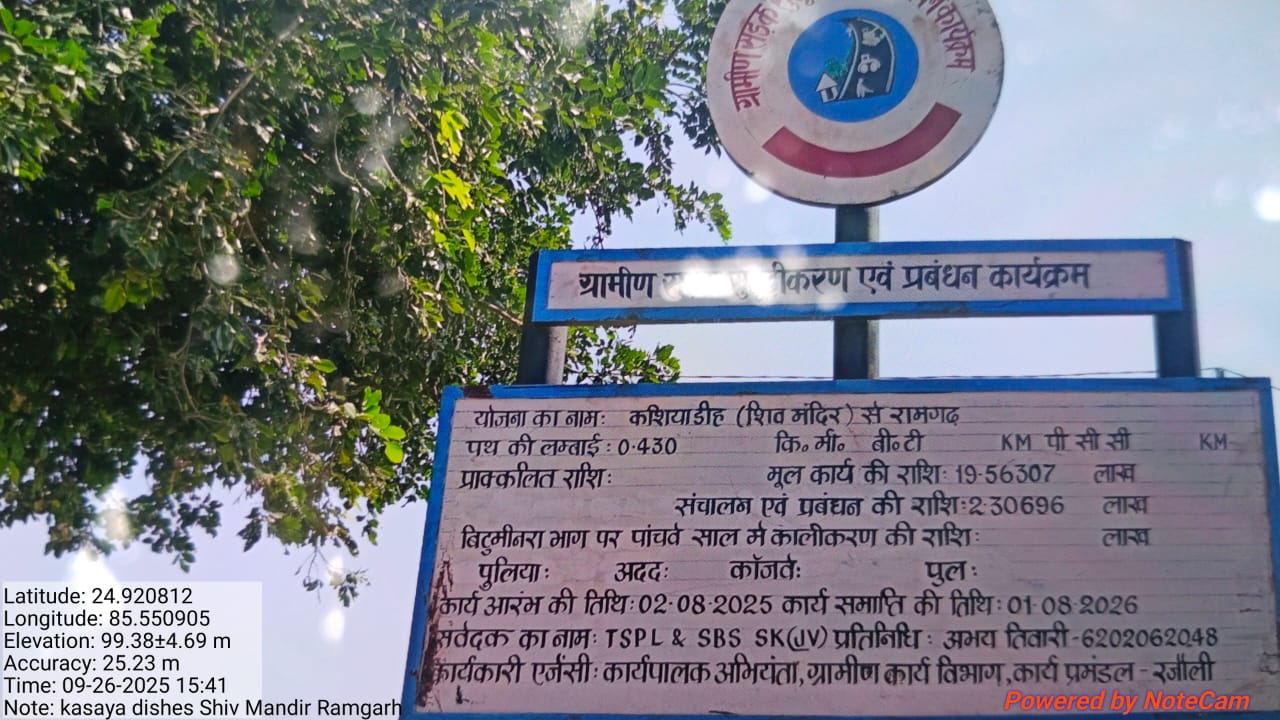 ग्रामीण सड़क
कार्यक्रम
ग्रामीण एवं प्रबंधन कार्यक्रम
योजना का नाम: कशियाडीह (शिव मंदिर) से रामगढ़
पथ की लम्बाई : 0.430 कि॰ मी॰ बी॰ टी KM पी सी सी KM
प्राक्कलित राशि: मूल कार्य की राशि: 19.56307 लाख
संचालन एवं प्रबंधन की राशि: 2.30696 लाख
बिटुमीनरा भाग पर पांचवे साल मे कालीकरण की राशि: लाख
पुलिया: अदद: कॉजवे: पुल:
कार्य आरंभ की तिथि: 02.08.2025 कार्य समाप्ति की तिथि: 01.08.2026
संवेदक का नाम: TSPL & SBS SK(JV) प्रतिनिधि : अभय तिवारी -6202062048
कार्यकारी एजेंसी: कार्यपालक अभियंता, ग्रामीण कार्य विभाग, कार्य प्रमंडल - रजौली
Latitude: 24.920812
Longitude: 85.550905
Elevation: 99.38±4.69 m
Accuracy: 25.23 m
Time: 09-26-2025 15:41
Note: kasaya dishes Shiv Mandir Ramgarh
Powered by NoteCam